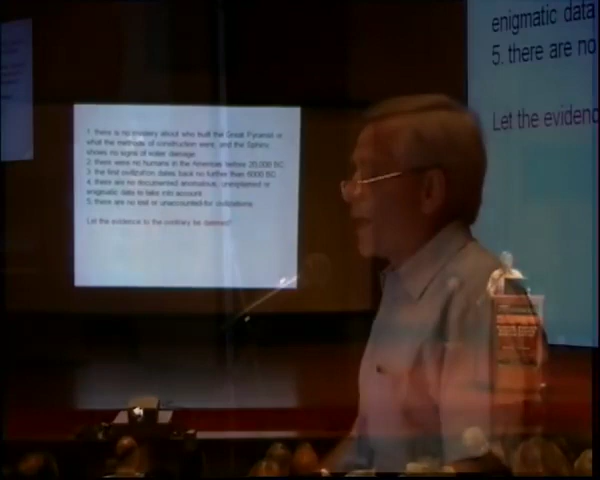 1. there is no mystery about who built the Great Pyramid or
what the methods of construction were, and the Sphinx
shows no signs of water damage.
2. there were no humans in the Americas before 20,000 BC
3. the first civilization dates back no further than 6000 BC
4. there are no documented anomalous, unexplained or
enigmatic data to take into account
5. there are no lost or unaccounted-for civilizations
Let the evidence to the contrary be damned!
enigmatic data
5. there are no
Let the evidenc